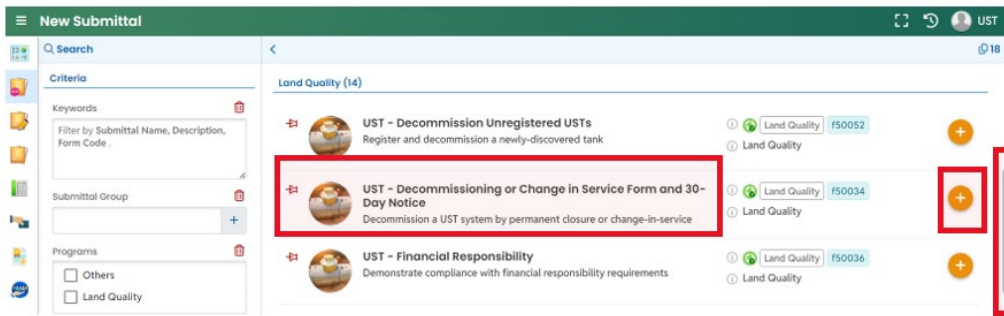 New Submittal
UST
Search
18
Criteria
Keywords
Filter by Submittal Name, Description,
Form Code .
Submittal Group
+
Programs
Others
Land Quality
Land Quality (14)
UST - Decommission Unregistered USTs
Register and decommission a newly-discovered tank
Land Quality f50052
Land Quality
UST - Decommissioning or Change in Service Form and 30-
Day Notice
Decommission a UST system by permanent closure or change-in-service
Land Quality f50034
Land Quality
UST - Financial Responsibility
Demonstrate compliance with financial responsibility requirements
Land Quality f50036
Land Quality